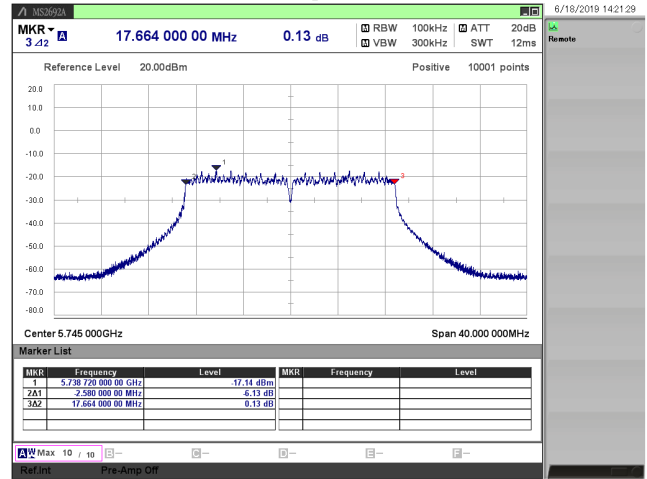 MS2692A
6/18/2019 14:21:29
MKR
3 Δ2
A
17.664 000 00 MHz
0.13 dB
M RBW 100kHz M ATT 20dB
M VBW 300kHz SWT 12ms
Remote
Reference Level 20.00dBm Positive 10001 points
20.0
10.0
0.0
-10.0
-20.0
-30.0
-40.0
-50.0
-60.0
-70.0
-80.0
1
2
3
Center 5.745 000GHz Span 40.000 000MHz
Marker List
MKR Frequency Level MKR Frequency Level
1 5.738 720 000 00 GHz -17.14 dBm
2Δ1 -2.580 000 00 MHz -6.13 dB
3Δ2 17.664 000 00 MHz 0.13 dB
A W Max 10 / 10 B-- C-- D-- E-- F--
Ref.Int Pre-Amp Off